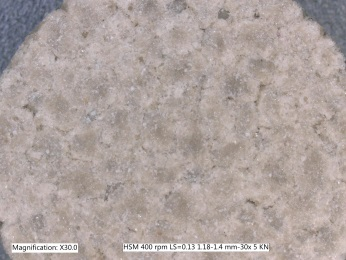 Magnification: X30.0
HSM 400 rpm LS=0.13 1.18-1.4 mm-30x 5 KN